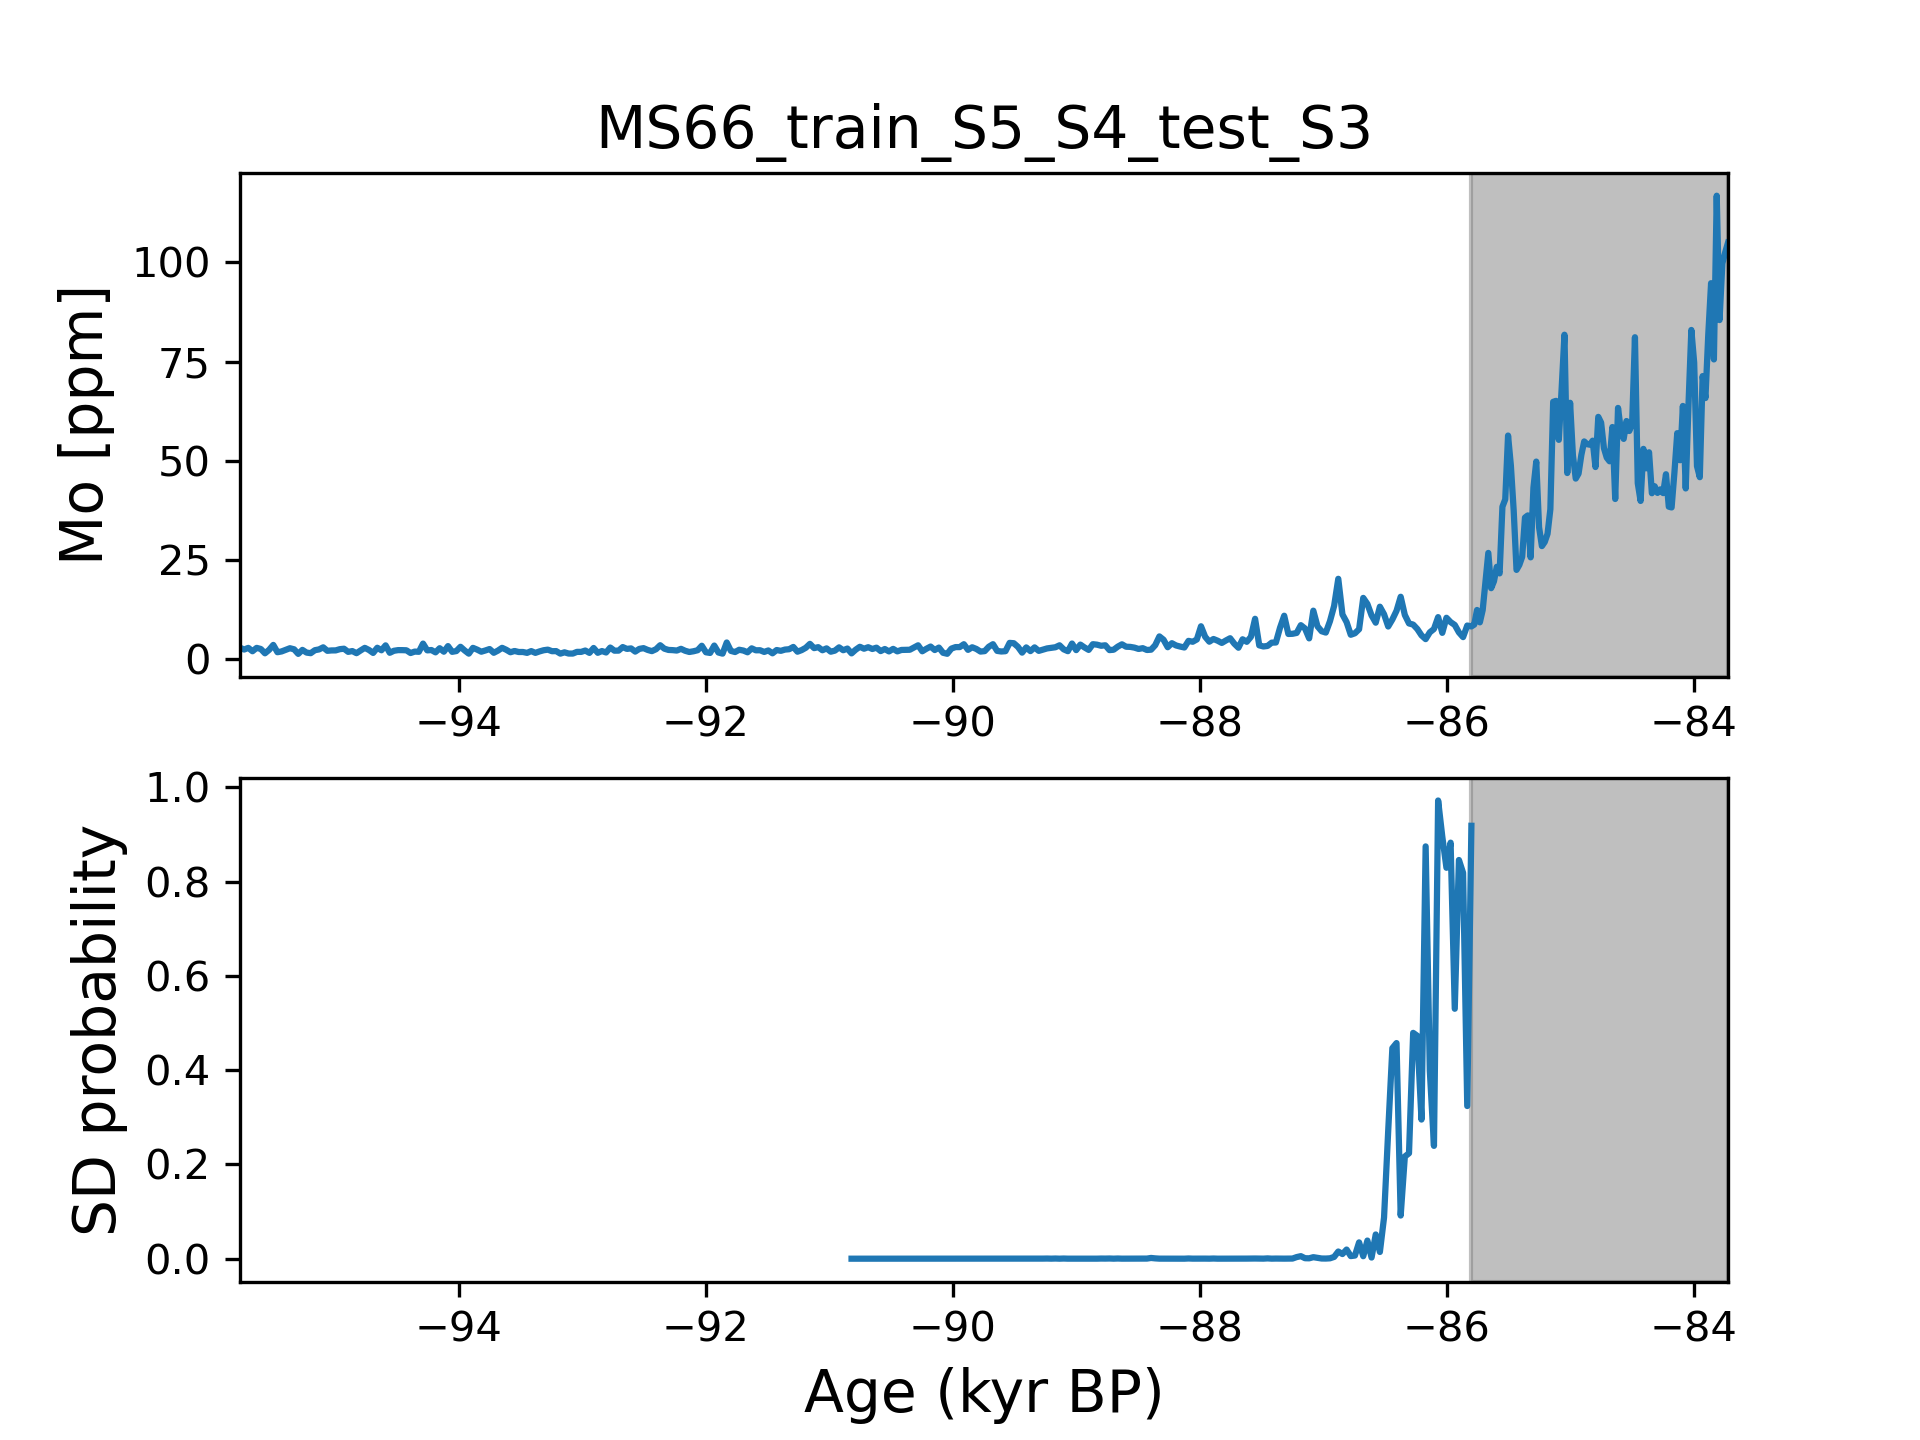 MS66_train_S5_S4_test_S3
Mo [ppm]
100
75
50
25
0
−94 −92 −90 −88 −86 −84
SD probability
1.0
0.8
0.6
0.4
0.2
0.0
−94 −92 −90 −88 −86 −84
Age (kyr BP)